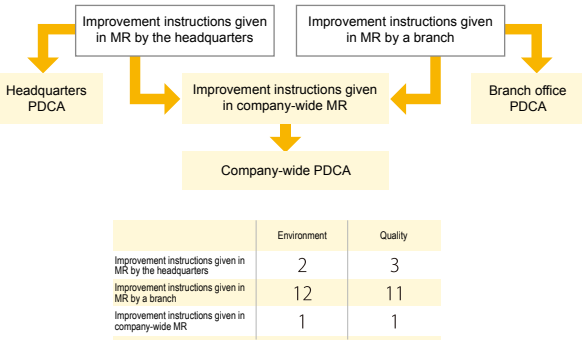 Improvement instructions given
in MR by the headquarters
Improvement instructions given
in MR by a branch
Headquarters
PDCA
Improvement instructions given
in company-wide MR
Branch office
PDCA
Company-wide PDCA
Environment Quality
Improvement instructions given in
MR by the headquarters
2 3
Improvement instructions given in
MR by a branch
12 11
Improvement instructions given in
company-wide MR
1 1